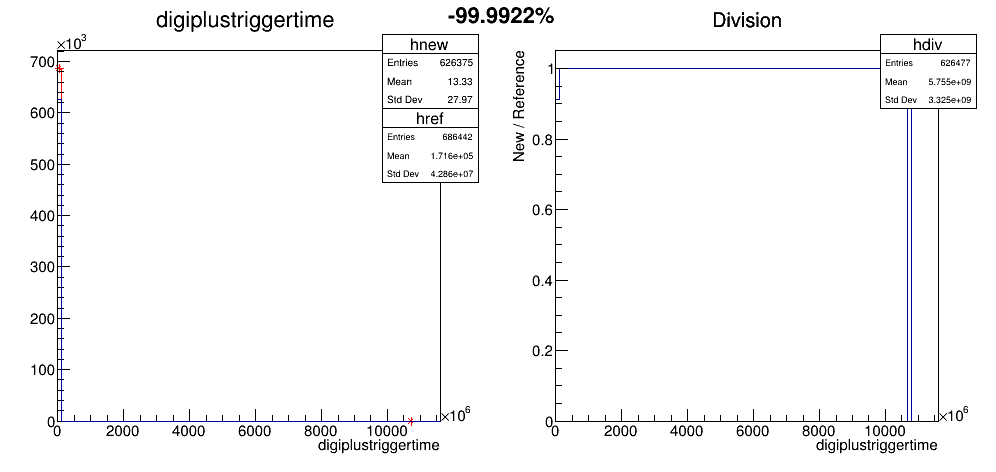 -99.9922%
digiplustriggertime
×10³
hnew
Entries 626375
Mean 13.33
Std Dev 27.97
href
Entries 686442
Mean 1.716e+05
Std Dev 4.286e+07
700
600
500
400
300
200
100
0
0 2000 4000 6000 8000 10000
×10⁶
digiplustriggertime
Division
hdiv
Entries 626477
Mean 5.755e+09
Std Dev 3.325e+09
New / Reference
1
0.8
0.6
0.4
0.2
0
0 2000 4000 6000 8000 10000
×10⁶
digiplustriggertime